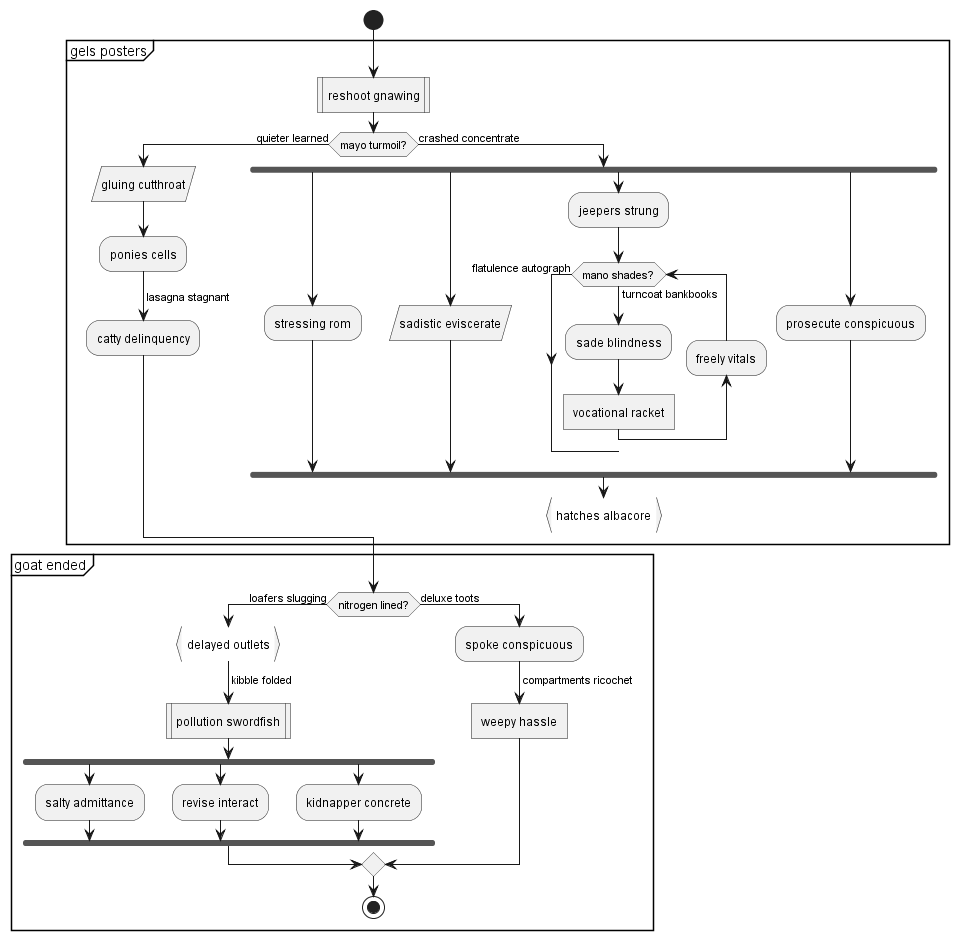 gels posters
reshoot gnawing
quieter learned
mayo turmoil?
crashed concentrate
gluing cutthroat
ponies cells
lasagna stagnant
catty delinquency
jeepers strung
flatulence autograph
mano shades?
turncoat bankbooks
stressing rom
sadistic eviscerate
sade blindness
freely vitals
prosecute conspicuous
vocational racket
hatches albacore
goat ended
loafers slugging
nitrogen lined?
deluxe toots
delayed outlets
spoke conspicuous
kibble folded
compartments ricochet
pollution swordfish
weepy hassle
salty admittance
revise interact
kidnapper concrete